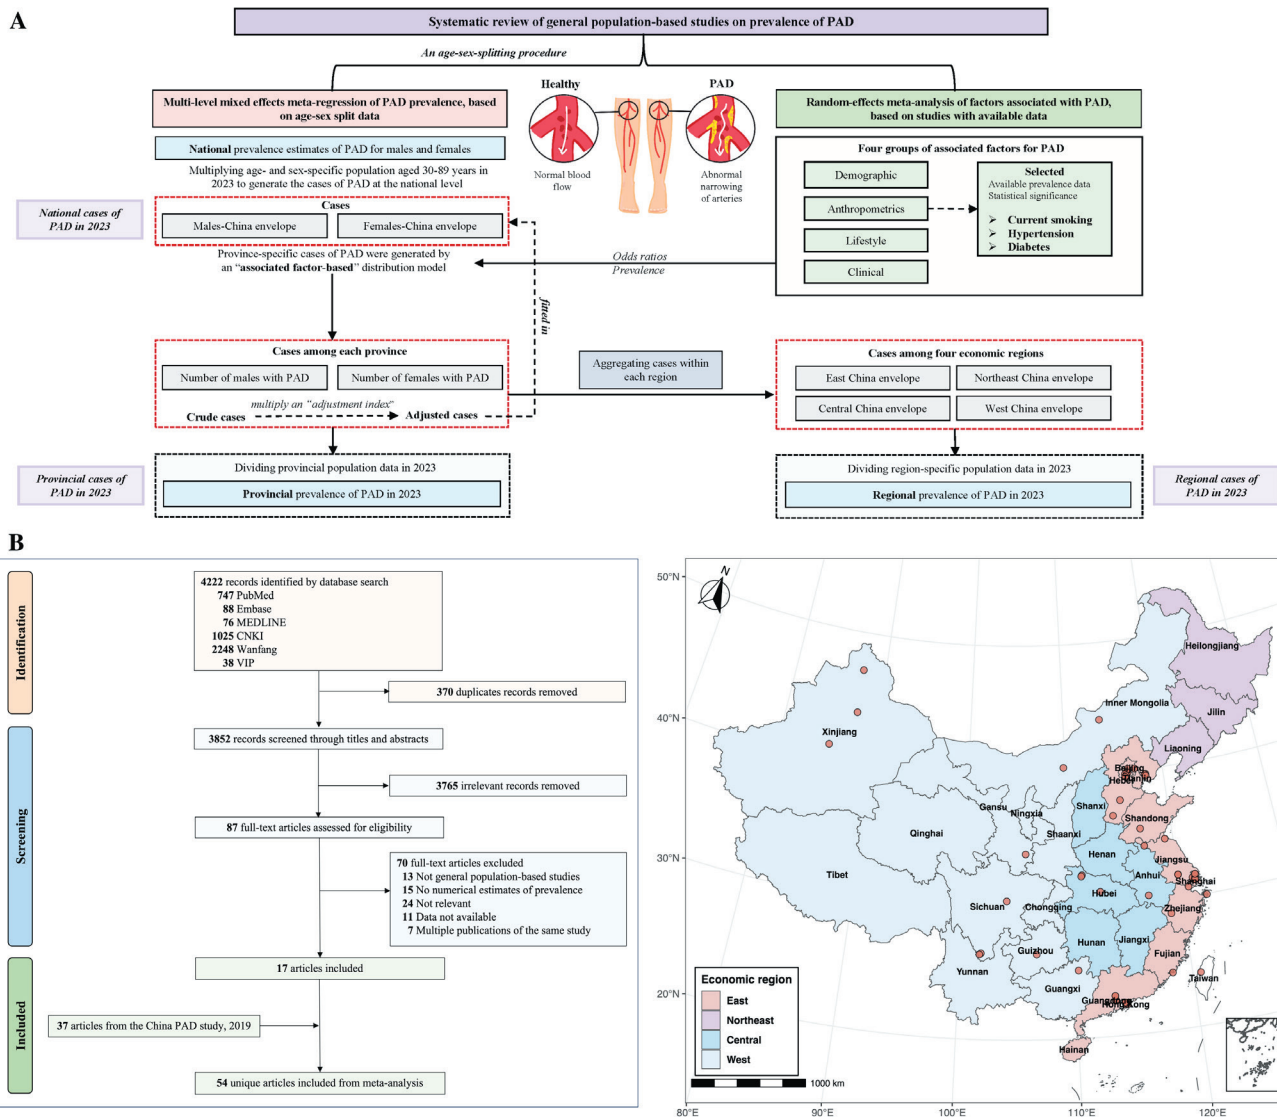 A
Systematic review of general population-based studies on prevalence of PAD
An age-sex-splitting procedure
Multi-level mixed effects meta-regression of PAD prevalence, based
on age-sex split data
National prevalence estimates of PAD for males and females
Multiplying age- and sex-specific population aged 30-89 years in
2023 to generate the cases of PAD at the national level
National cases of
PAD in 2023
Cases
Males-China envelope
Females-China envelope
Province-specific cases of PAD were generated by
an “associated factor-based” distribution model
Healthy
PAD
Normal blood
flow
Abnormal
narrowing
of arteries
Random-effects meta-analysis of factors associated with PAD,
based on studies with available data
Four groups of associated factors for PAD
Demographic
Anthropometrics
Lifestyle
Clinical
Selected
Available prevalence data
Statistical significance
➢ Current smoking
➢ Hypertension
➢ Diabetes
Odds ratios
Prevalence
fitted in
Cases among each province
Number of males with PAD
Number of females with PAD
multiply an "adjustment index"
Crude cases
Adjusted cases
Aggregating cases within
each region
Cases among four economic regions
East China envelope
Northeast China envelope
Central China envelope
West China envelope
Provincial cases of
PAD in 2023
Dividing provincial population data in 2023
Provincial prevalence of PAD in 2023
Dividing region-specific population data in 2023
Regional prevalence of PAD in 2023
Regional cases of
PAD in 2023
B
Identification
4222 records identified by database search
747 PubMed
88 Embase
76 MEDLINE
1025 CNKI
2248 Wanfang
38 VIP
370 duplicates records removed
Screening
3852 records screened through titles and abstracts
3765 irrelevant records removed
87 full-text articles assessed for eligibility
70 full-text articles excluded
13 Not general population-based studies
15 No numerical estimates of prevalence
24 Not relevant
11 Data not available
7 Multiple publications of the same study
Included
17 articles included
37 articles from the China PAD study, 2019
54 unique articles included from meta-analysis
50°N
40°N
30°N
20°N
N
Heilongjiang
Inner Mongolia
Jilin
Xinjiang
Liaoning
Beijing
Tianjin
Hebei
Gansu
Shanxi
Ningxia
Shandong
Qinghai
Shaanxi
Henan
Jiangsu
Tibet
Anhui
Shanghai
Hubei
Sichuan
Chongqing
Zhejiang
Hunan
Jiangxi
Guizhou
Fujian
Yunnan
Taiwan
Guangxi
Guangdong
Hong Kong
Hainan
Economic region
East
Northeast
Central
West
1000 km
80°E
90°E
100°E
110°E
120°E